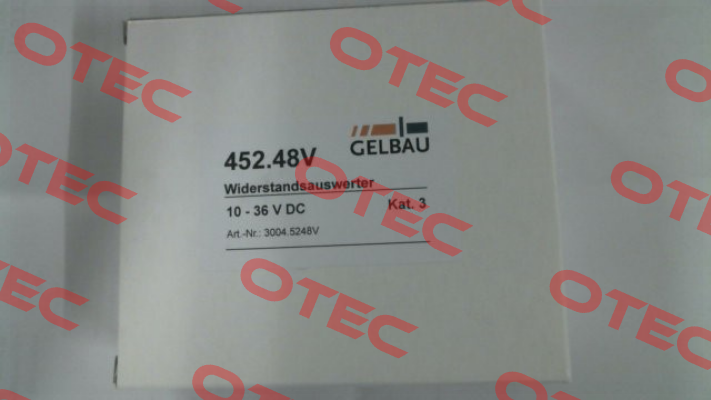 GELBAU
452.48V
Widerstandsauswerter
10 - 36 V DC Kat. 3
Art.-Nr.: 3004.5248V
OTEC
OTEC
OTEC
OTEC
OTEC
OTEC
OTEC
OTEC
OTEC
OTEC